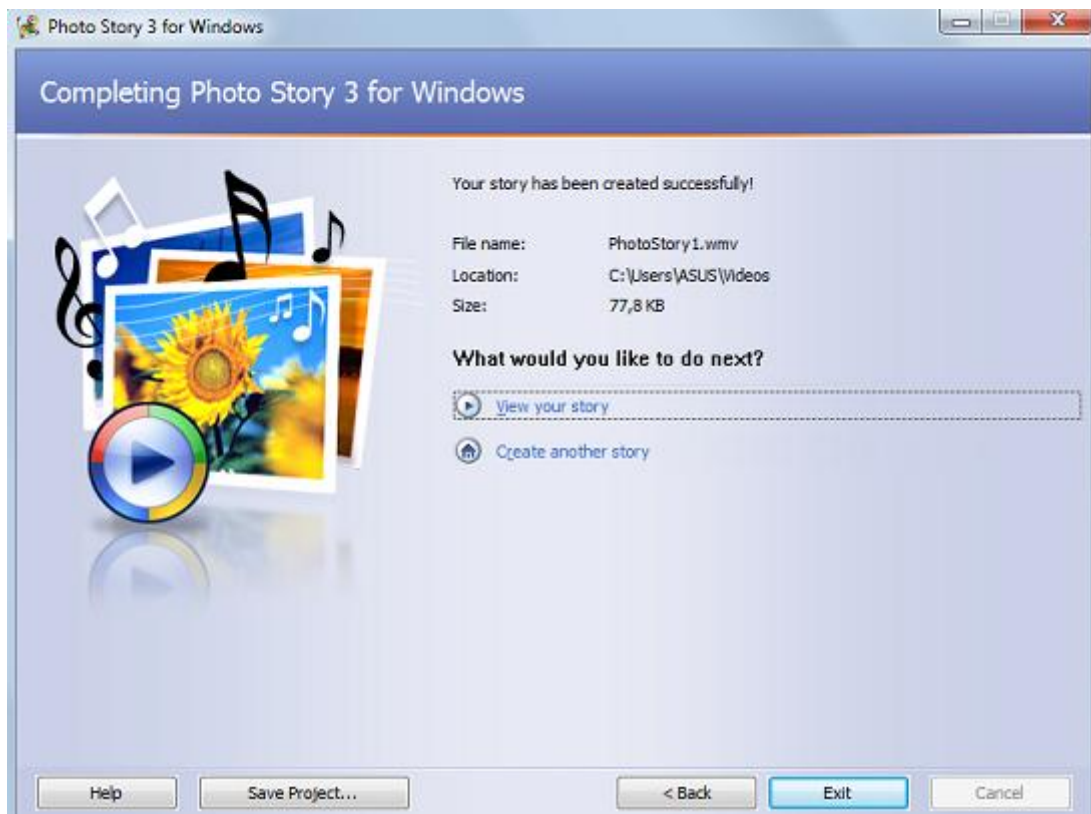 Photo Story 3 for Windows
Completing Photo Story 3 for Windows
Your story has been created successfully!
File name: PhotoStory1.wmv
Location: C:\Users\ASUS\Videos
Size: 77,8 KB
What would you like to do next?
View your story
Create another story
Help Save Project... < Back Exit Cancel